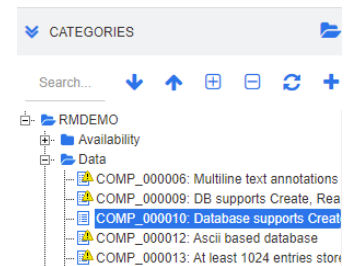 CATEGORIES
Search...
RMDEMO
Availability
Data
COMP_000006: Multiline text annotations
COMP_000009: DB supports Create, Rea
COMP_000010: Database supports Creat
COMP_000012: Ascii based database
COMP_000013: At least 1024 entries store